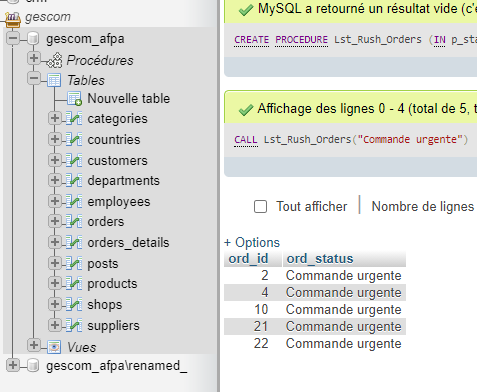 gescom
gescom_afpa
Procédures
Tables
Nouvelle table
categories
countries
customers
departments
employees
orders
orders_details
posts
products
shops
suppliers
Vues
gescom_afpa\renamed_
MySQL a retourné un résultat vide (c'e
CREATE PROCEDURE Lst_Rush_Orders (IN p_sta
Affichage des lignes 0 - 4 (total de 5, t
CALL Lst_Rush_Orders("Commande urgente")
Tout afficher | Nombre de lignes
+ Options
ord_id ord_status
2 Commande urgente
4 Commande urgente
10 Commande urgente
21 Commande urgente
22 Commande urgente